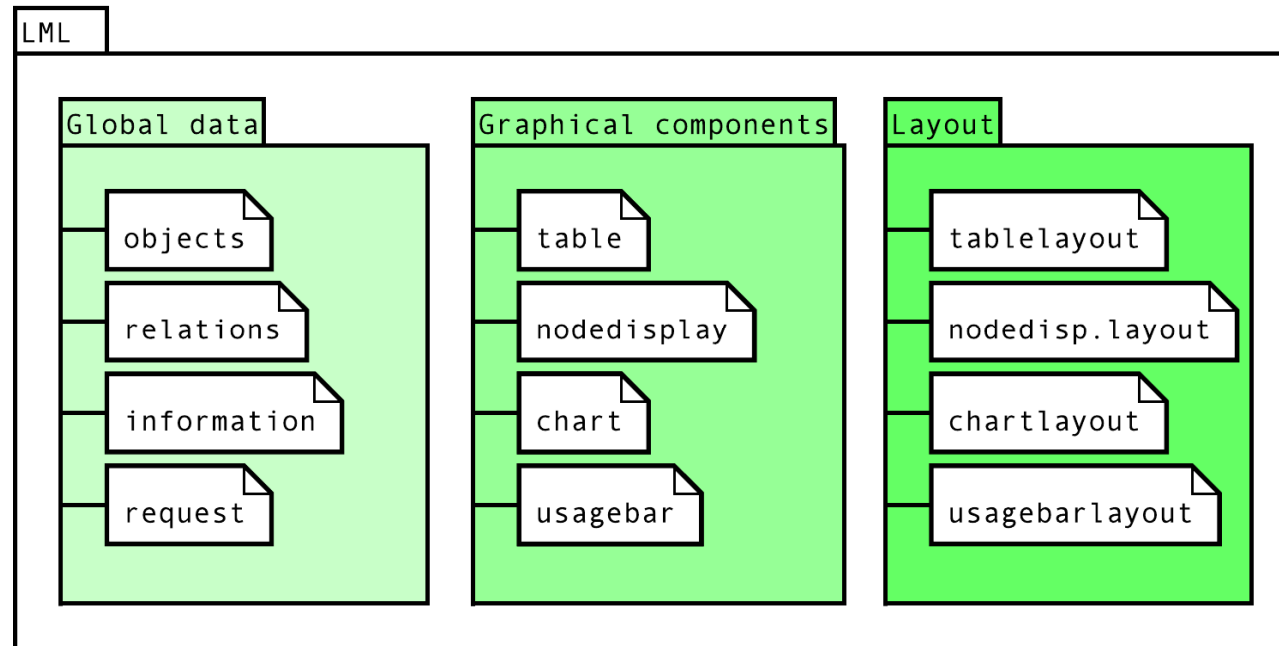 LML
Global data
objects
relations
information
request
Graphical components
table
nodedisplay
chart
usagebar
Layout
tablelayout
nodedisp.layout
chartlayout
usagebarlayout